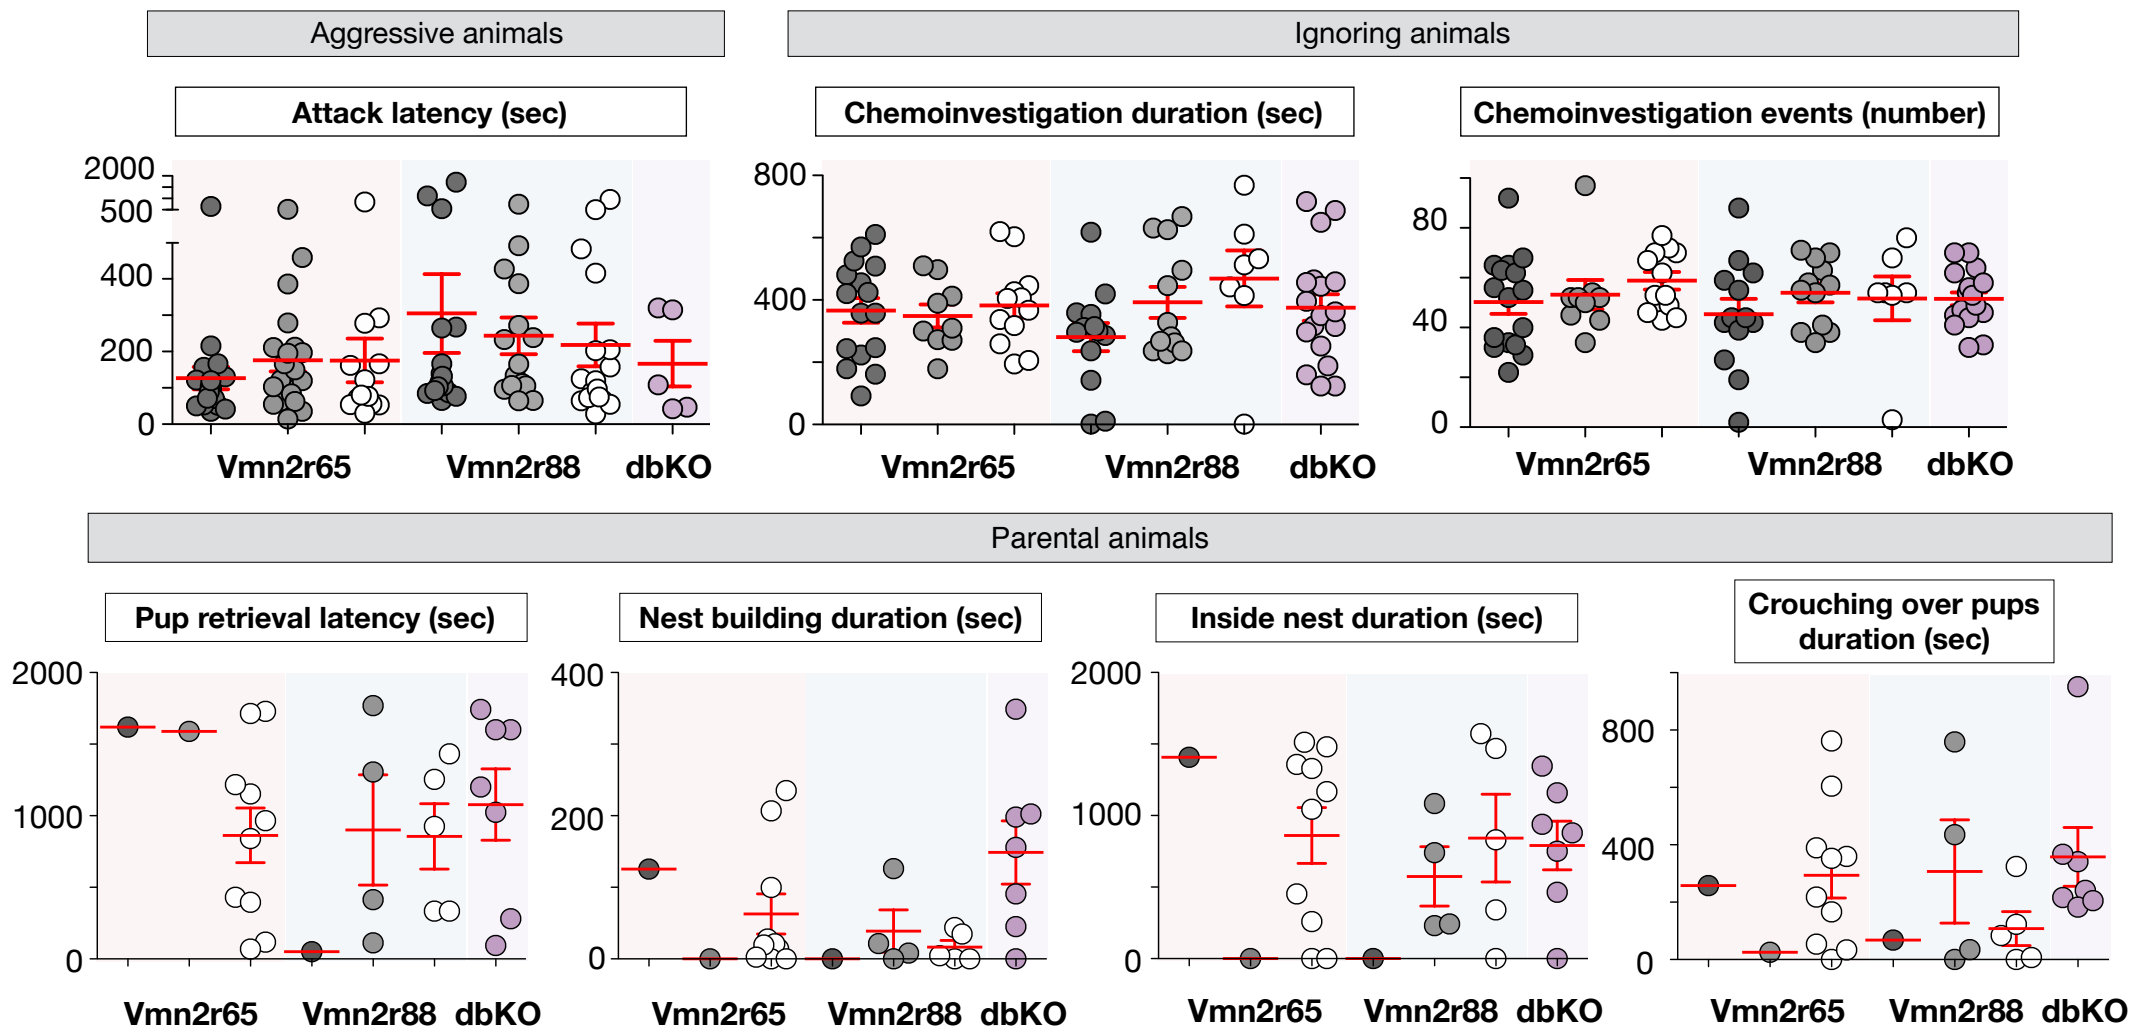 Aggressive animals
Ignoring animals
Attack latency (sec)
Chemoinvestigation duration (sec)
Chemoinvestigation events (number)
2000
500
400
200
0
800
400
0
80
40
0
Vmn2r65
Vmn2r88
dbKO
Vmn2r65
Vmn2r88
dbKO
Vmn2r65
Vmn2r88
dbKO
Parental animals
Pup retrieval latency (sec)
Nest building duration (sec)
Inside nest duration (sec)
Crouching over pups
duration (sec)
2000
1000
0
400
200
0
2000
1000
0
800
400
0
Vmn2r65
Vmn2r88
dbKO
Vmn2r65
Vmn2r88
dbKO
Vmn2r65
Vmn2r88
dbKO
Vmn2r65
Vmn2r88
dbKO